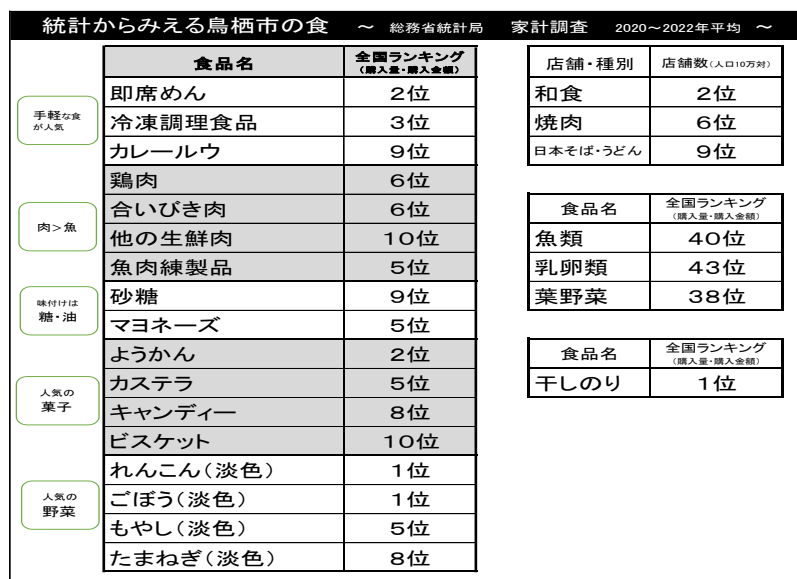 統計からみえる鳥栖市の食 ～ 総務省統計局 家計調査 2020～2022年平均 ～
食品名 全国ランキング
(購入量・購入金額)
手軽な食
が人気
即席めん 2位
冷凍調理食品 3位
カレールウ 9位
肉>魚
鶏肉 6位
合いびき肉 6位
他の生鮮肉 10位
魚肉練製品 5位
味付けは
糖・油
砂糖 9位
マヨネーズ 5位
人気の
菓子
ようかん 2位
カステラ 5位
キャンディー 8位
ビスケット 10位
人気の
野菜
れんこん(淡色) 1位
ごぼう(淡色) 1位
もやし(淡色) 5位
たまねぎ(淡色) 8位
店舗・種別 店舗数(人口10万対)
和食 2位
焼肉 6位
日本そば・うどん 9位
食品名 全国ランキング
(購入量・購入金額)
魚類 40位
乳卵類 43位
葉野菜 38位
食品名 全国ランキング
(購入量・購入金額)
干しのり 1位